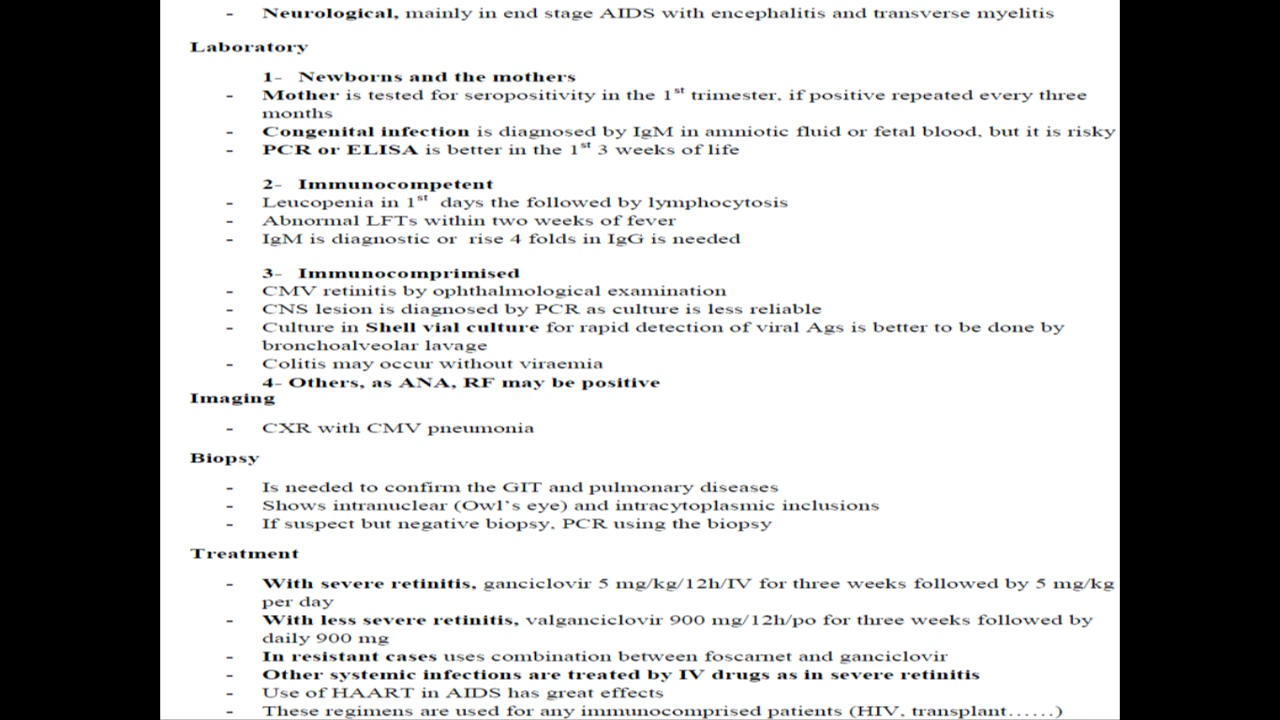 - Neurological, mainly in end stage AIDS with encephalitis and transverse myelitis
Laboratory
1- Newborns and the mothers
- Mother is tested for seropositivity in the 1st trimester, if positive repeated every three
months
- Congenital infection is diagnosed by IgM in amniotic fluid or fetal blood, but it is risky
- PCR or ELISA is better in the 1st 3 weeks of life
2- Immunocompetent
- Leucopenia in 1st days the followed by lymphocytosis
- Abnormal LFTs within two weeks of fever
- IgM is diagnostic or rise 4 folds in IgG is needed
3- Immunocomprimised
- CMV retinitis by ophthalmological examination
- CNS lesion is diagnosed by PCR as culture is less reliable
- Culture in Shell vial culture for rapid detection of viral Ags is better to be done by
bronchoalveolar lavage
- Colitis may occur without viraemia
4- Others, as ANA, RF may be positive
Imaging
- CXR with CMV pneumonia
Biopsy
- Is needed to confirm the GIT and pulmonary diseases
- Shows intranuclear (Owl's eye) and intracytoplasmic inclusions
- If suspect but negative biopsy, PCR using the biopsy
Treatment
- With severe retinitis, ganciclovir 5 mg/kg/12h/IV for three weeks followed by 5 mg/kg
per day
- With less severe retinitis, valganciclovir 900 mg/12h/po for three weeks followed by
daily 900 mg
- In resistant cases uses combination between foscarnet and ganciclovir
- Other systemic infections are treated by IV drugs as in severe retinitis
- Use of HAART in AIDS has great effects
- These regimens are used for any immunocomprised patients (HIV, transplant……)